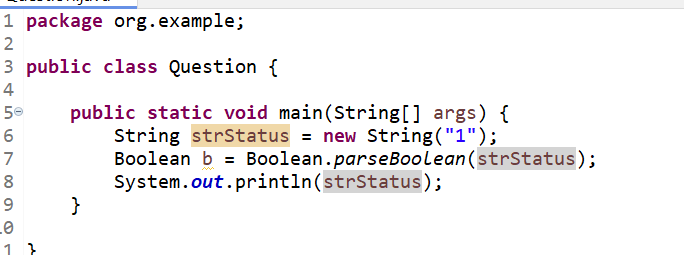 1 package org.example;
2
3 public class Question {
4
5 public static void main(String[] args) {
6 String strStatus = new String("1");
7 Boolean b = Boolean.parseBoolean(strStatus);
8 System.out.println(strStatus);
9 }
0
1 }